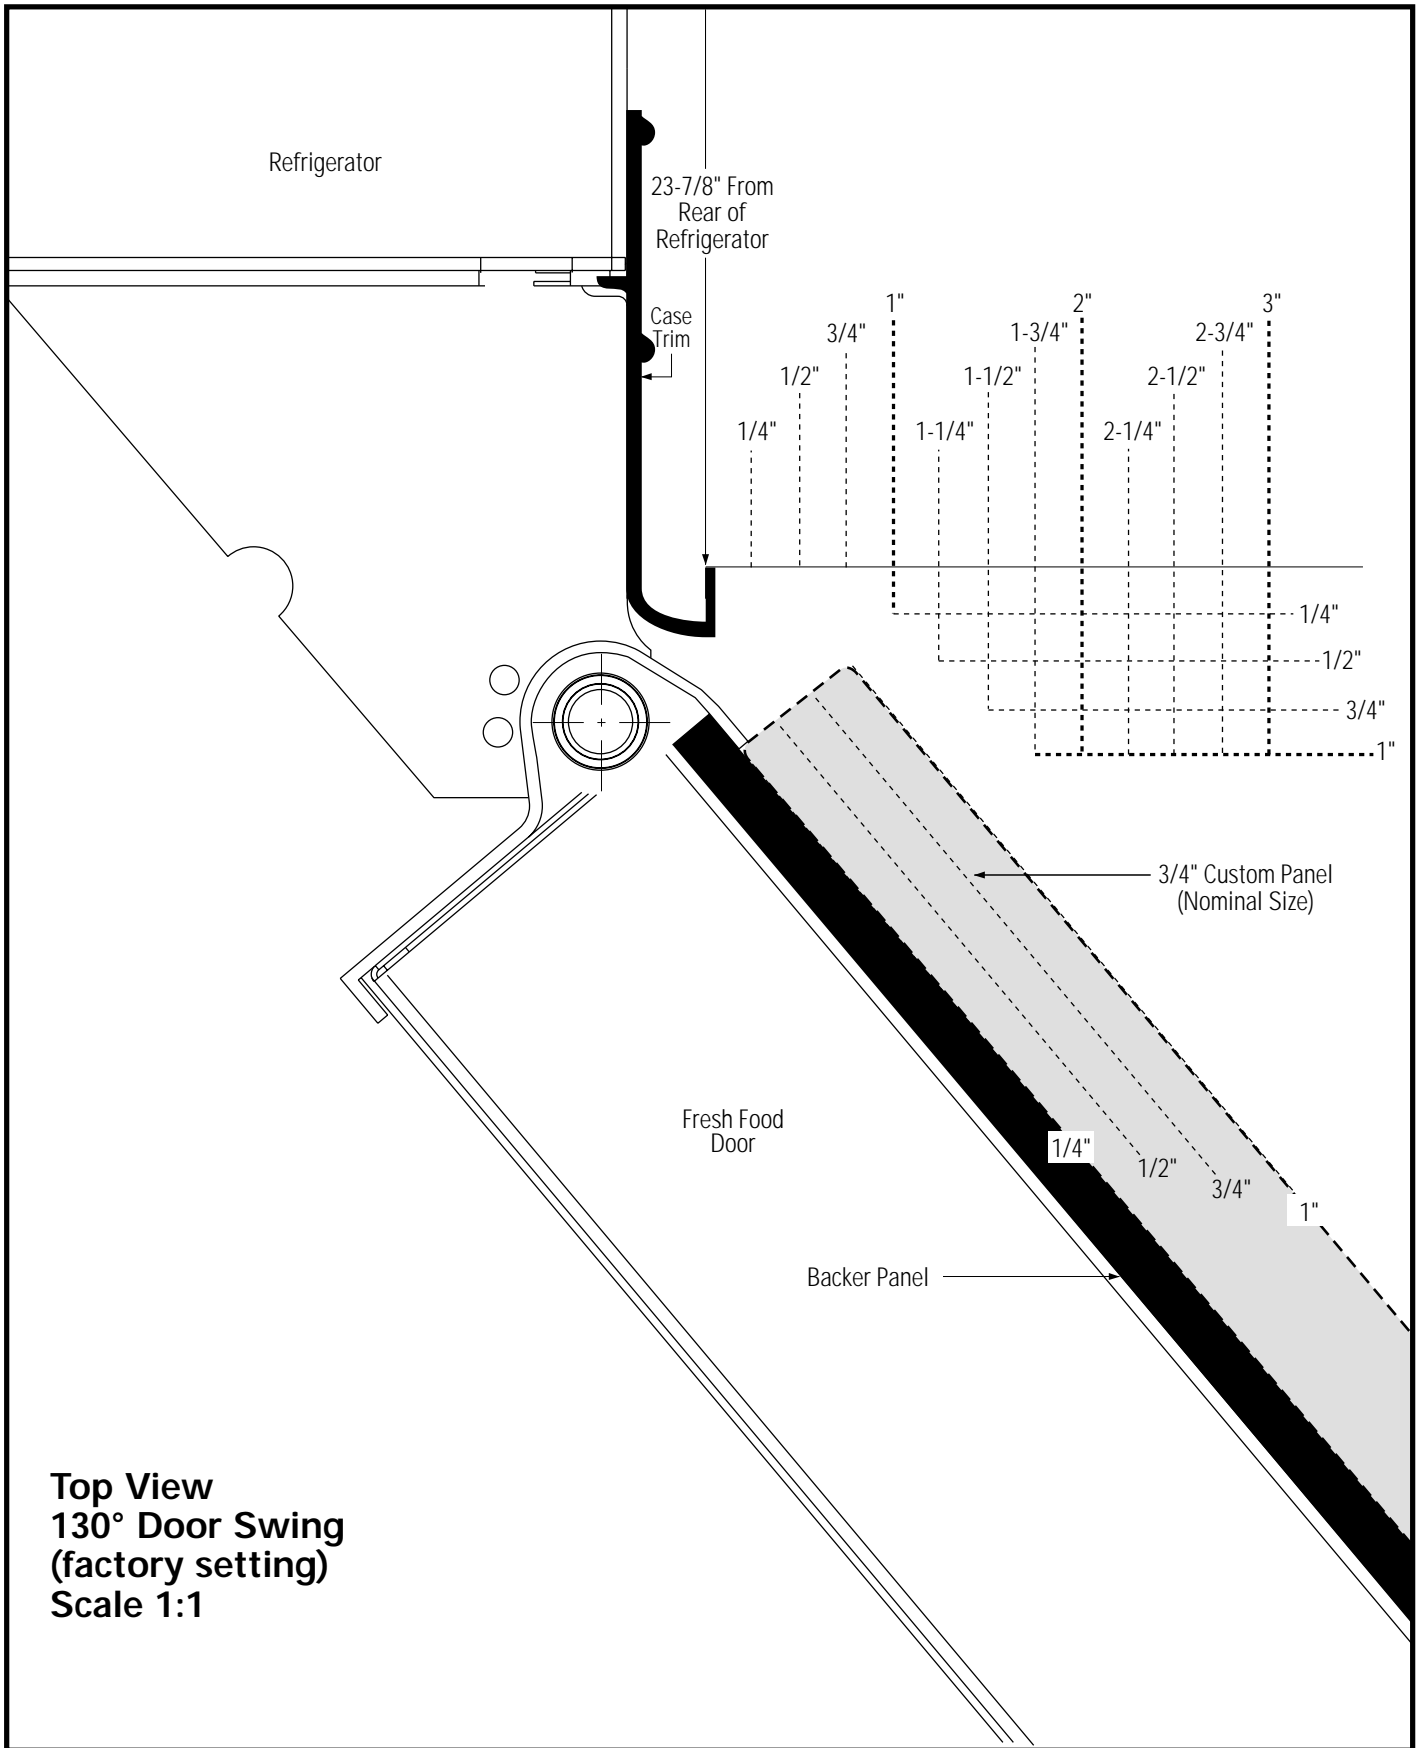 Refrigerator
23-7/8" From
Rear of
Refrigerator
Case
Trim
1/4"
1/2"
3/4"
1"
1-1/4"
1-1/2"
1-3/4"
2"
2-1/4"
2-1/2"
2-3/4"
3"
1/4"
1/2"
3/4"
1"
3/4" Custom Panel
(Nominal Size)
Fresh Food
Door
1/4"
1/2"
3/4"
1"
Backer Panel
Top View
130° Door Swing
(factory setting)
Scale 1:1